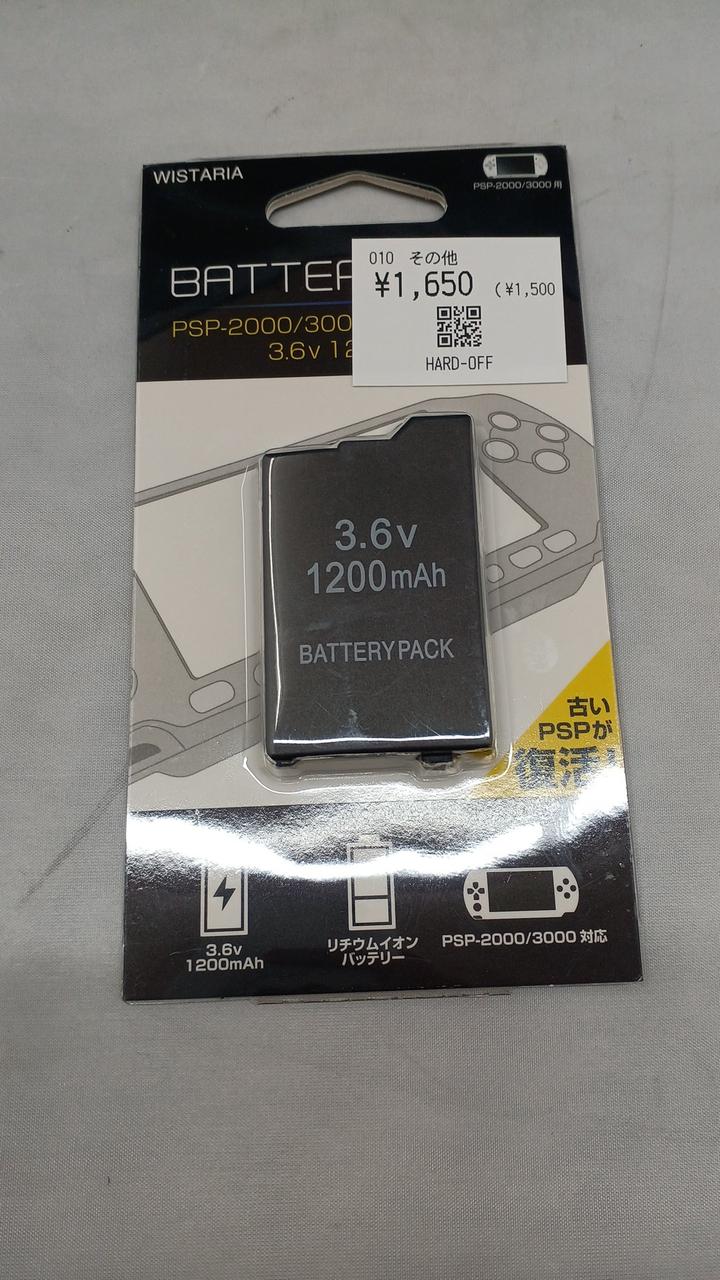 WISTARIA
PSP-2000/3000用
010 その他
¥1,650 (¥1,500
HARD-OFF
PSP-2000/300
3.6v
3.6v
1200mAh
BATTERY PACK
古い
PSPが
復活!
3.6v
1200mAh
リチウムイオン
バッテリー
PSP-2000/3000 対応